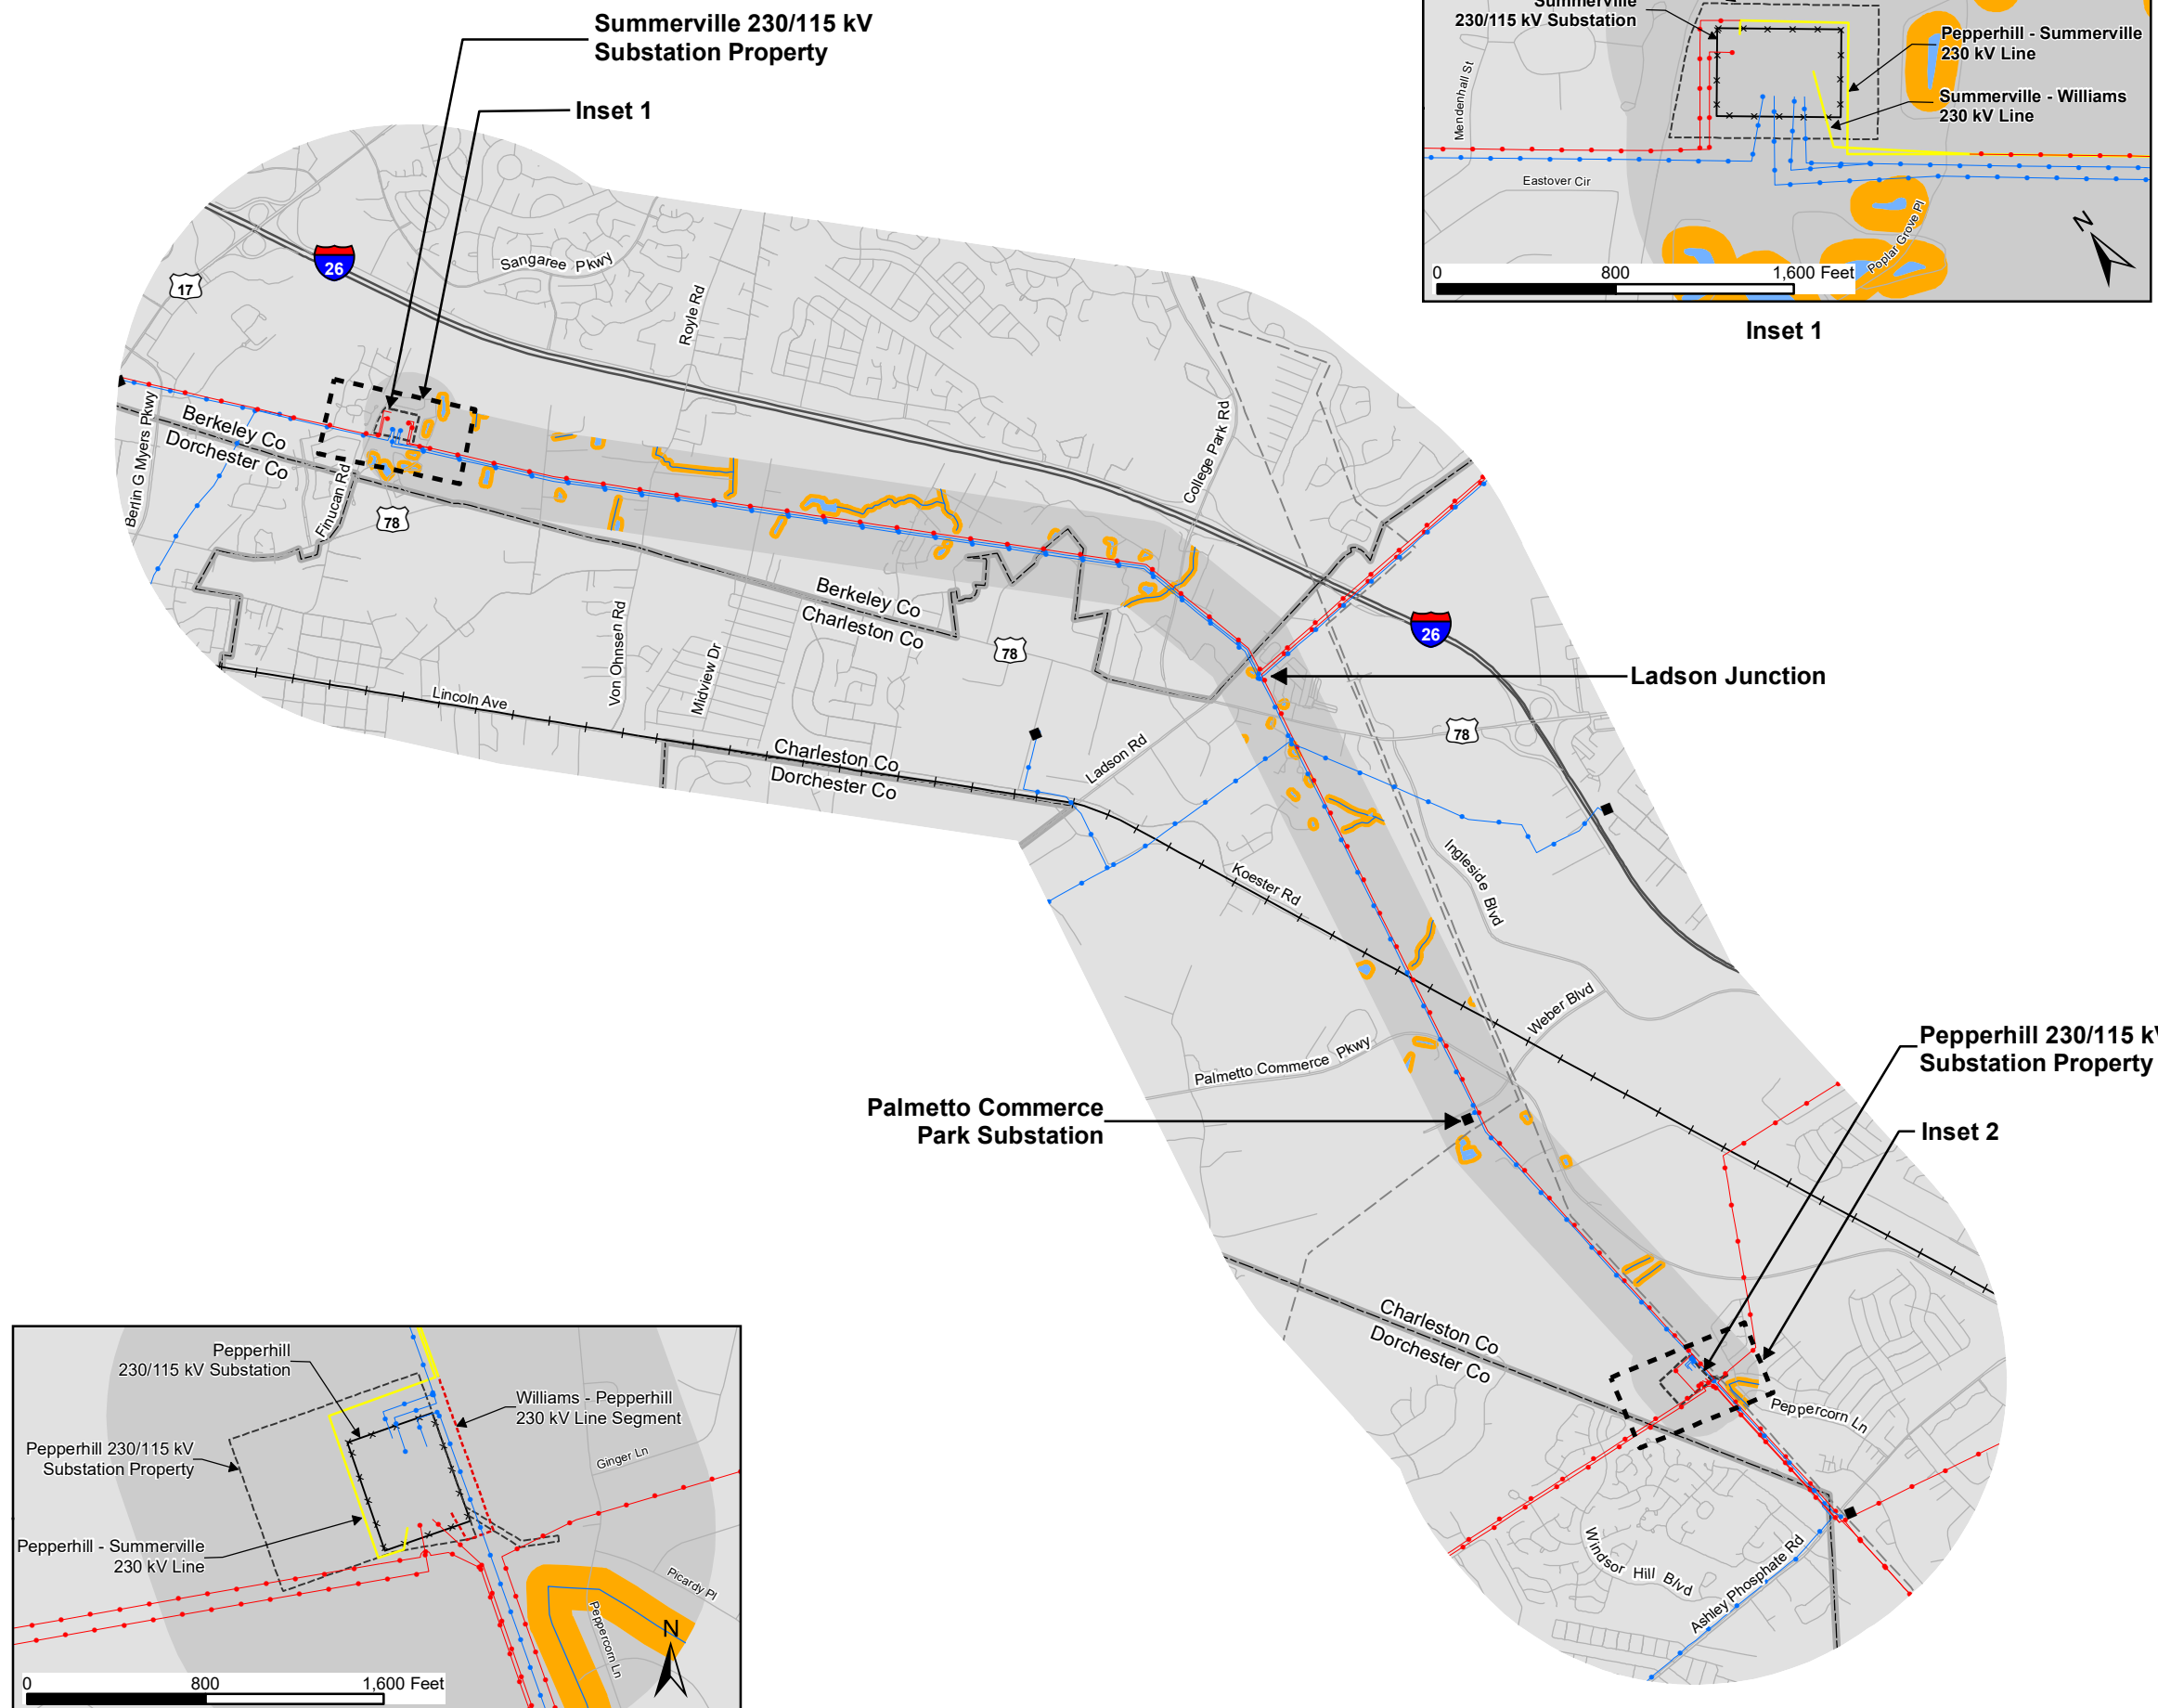 Summerville 230/115 kV
Substation Property
Inset 1
Summerville
230/115 kV Substation
Pepperhill - Summerville
230 kV Line
Summerville - Williams
230 kV Line
Mendenhall St
Eastover Cir
Poplar Grove Pl
N
0 800 1,600 Feet
Inset 1
26
17
Sangaree Pkwy
Royle Rd
Berlin G Myers Pkwy
Berkeley Co
Dorchester Co
Finucan Rd
78
College Park Rd
Berkeley Co
Charleston Co
78
26
Ladson Junction
Von Ohnsen Rd
Midview Dr
Lincoln Ave
Charleston Co
Dorchester Co
Ladson Rd
78
Koester Rd
Ingleside Blvd
Weber Blvd
Palmetto Commerce Pkwy
Pepperhill 230/115 kV
Substation Property
Palmetto Commerce
Park Substation
Inset 2
Charleston Co
Dorchester Co
Peppercorn Ln
Windsor Hill Blvd
Ashley Phosphate Rd
Pepperhill
230/115 kV Substation
Williams - Pepperhill
230 kV Line Segment
Pepperhill 230/115 kV
Substation Property
Ginger Ln
Pepperhill - Summerville
230 kV Line
Picardy Pl
Peppercorn Ln
N
0 800 1,600 Feet